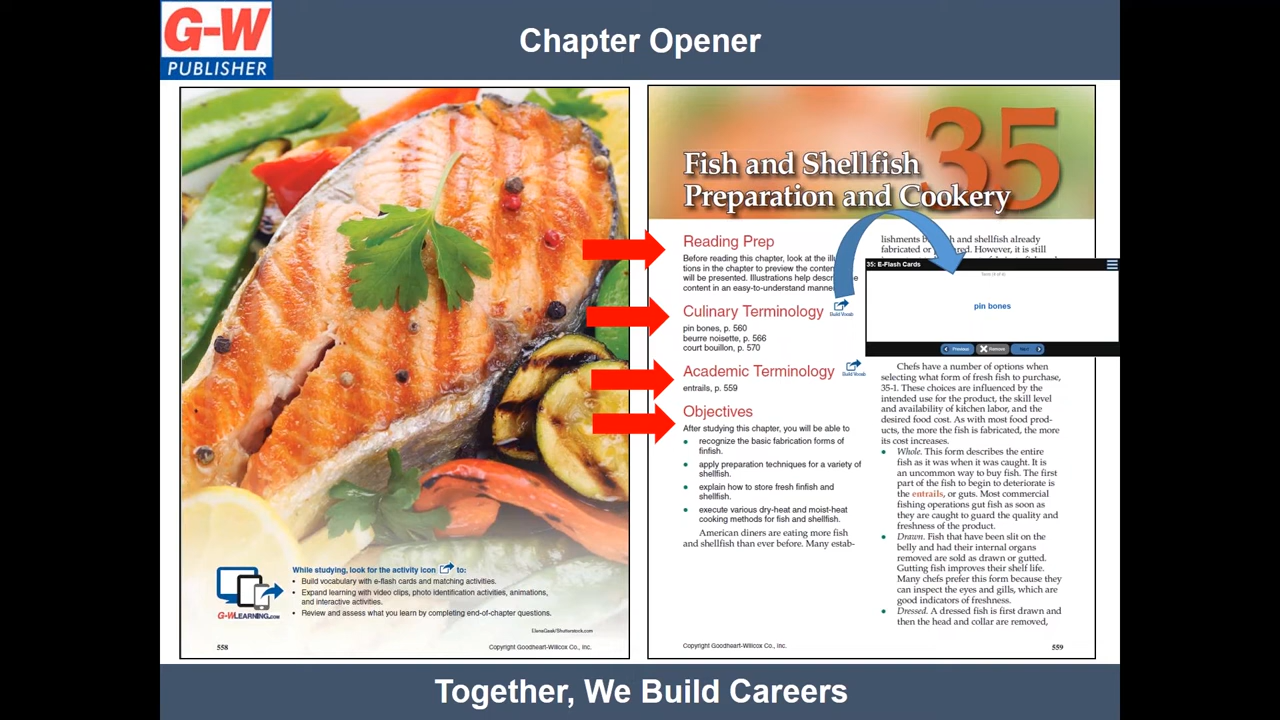 G-W
PUBLISHER
Chapter Opener
While studying, look for the activity icon to:
• Build vocabulary with e-flash cards and matching activities.
• Expand learning with video clips, photo identification activities, animations,
and interactive activities.
• Review and assess what you learn by completing end-of-chapter questions.
G-WLEARNING.COM
ElenaGaak/Shutterstock.com
558
Copyright Goodheart-Willcox Co., Inc.
35
Fish and Shellfish
Preparation and Cookery
Reading Prep
Before reading this chapter, look at the
tions in the chapter to preview the
will be presented. Illustrations help
content in an easy-to-understand
Culinary Terminology
Build Vocab
pin bones, p. 560
beurre noisette, p. 566
court bouillon, p. 570
Academic Terminology
Build Vocab
entrails, p. 559
Objectives
After studying this chapter, you will be able to
• recognize the basic fabrication forms of
finfish.
• apply preparation techniques for a variety of
shellfish.
• explain how to store fresh finfish and
shellfish.
• execute various dry-heat and moist-heat
cooking methods for fish and shellfish.
American diners are eating more fish
and shellfish than ever before. Many estab-
lishments and shellfish already
fabricated or However, it is still
35: E-Flash Cards
pin bones
Previous
Remove
Next
Chefs have a number of options when
selecting what form of fresh fish to purchase,
35-1. These choices are influenced by the
intended use for the product, the skill level
and availability of kitchen labor, and the
desired food cost. As with most food prod-
ucts, the more the fish is fabricated, the more
its cost increases.
• Whole. This form describes the entire
fish as it was when it was caught. It is
an uncommon way to buy fish. The first
part of the fish to begin to deteriorate is
the entrails, or guts. Most commercial
fishing operations gut fish as soon as
they are caught to guard the quality and
freshness of the product.
• Drawn. Fish that have been slit on the
belly and had their internal organs
removed are sold as drawn or gutted.
Gutting fish improves their shelf life.
Many chefs prefer this form because they
can inspect the eyes and gills, which are
good indicators of freshness.
• Dressed. A dressed fish is first drawn and
then the head and collar are removed,
Copyright Goodheart-Willcox Co., Inc.
559
Together, We Build Careers